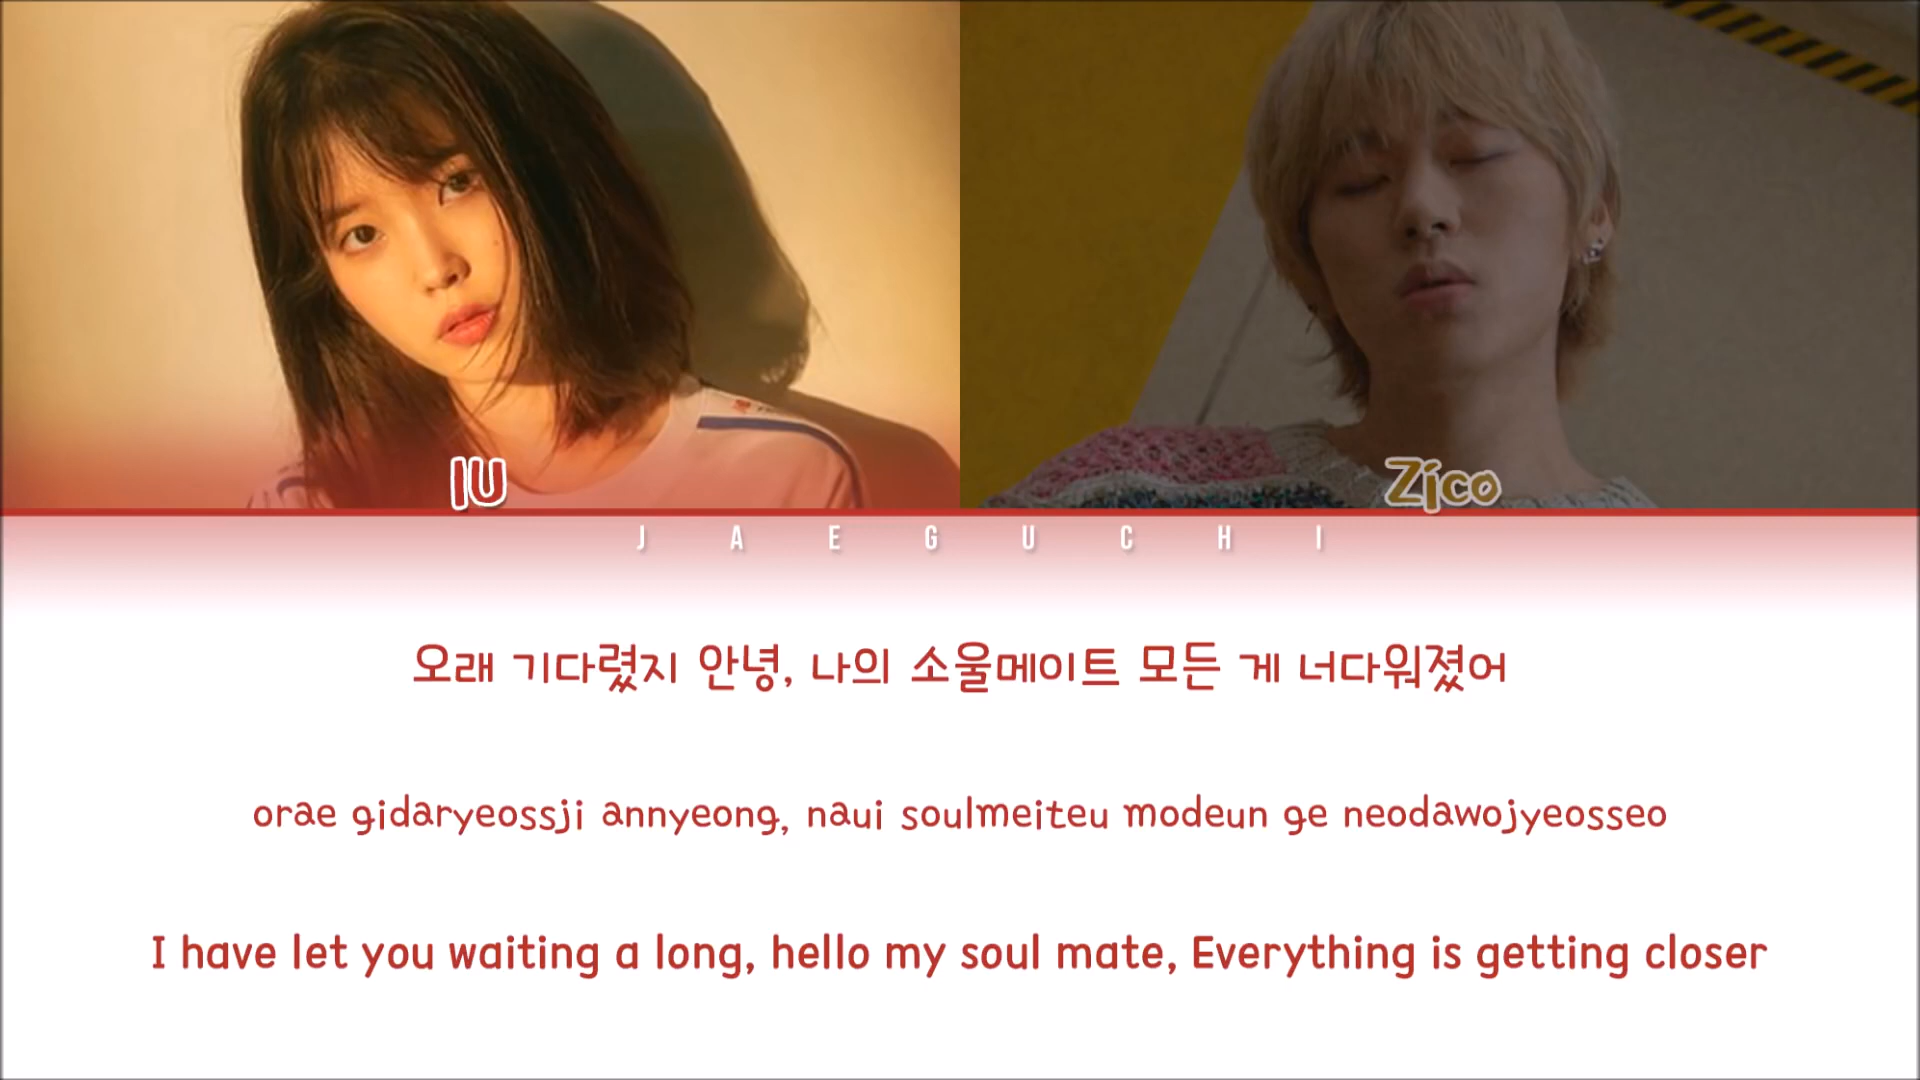 IU
Zico
JAEGUCHI
오래 기다렸지 안녕, 나의 소울메이트 모든 게 너다워졌어
orae gidaryeossji annyeong, naui soulmeiteu modeun ge neodawojyeosseo
I have let you waiting a long, hello my soul mate, Everything is getting closer